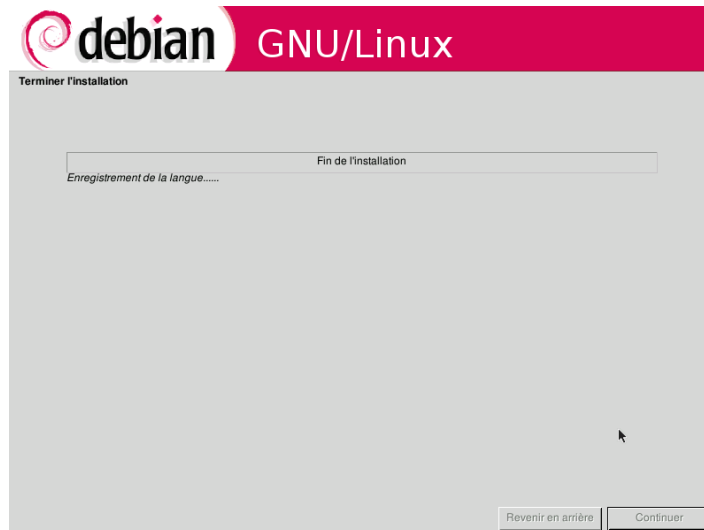 debian GNU/Linux
Terminer l'installation
Fin de l'installation
Enregistrement de la langue......
Revenir en arrière Continuer